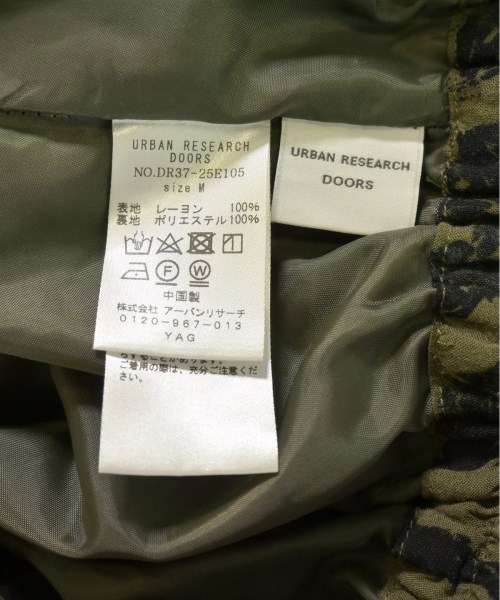 URBAN RESEARCH
DOORS
NO.DR37-25E105
size M
表地 レーヨン 100%
裏地 ポリエステル100%
F
W
中国製
株式会社 アーバンリサーチ
0120-967-013
YAG
ご着用の際は、充分ご注意くだ
さい。
URBAN RESEARCH
DOORS